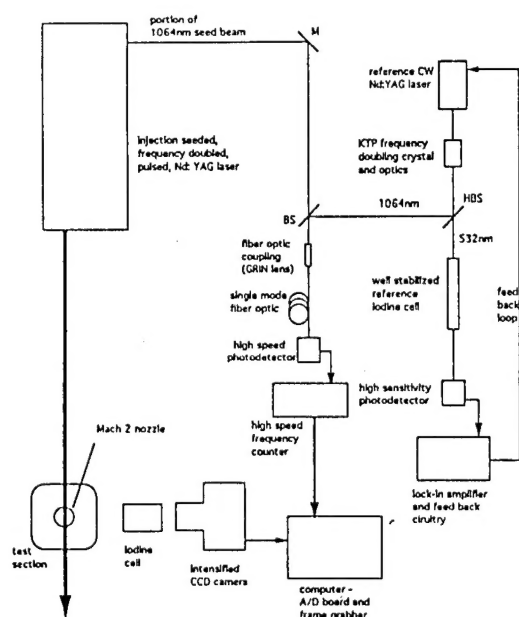 portion of
1064nm seed beam
M
reference CW
Nd:YAG laser
injection seeded,
frequency doubled,
pulsed, Nd: YAG laser
KTP frequency
doubling crystal
and optics
HBS
BS
1064nm
532nm
fiber optic
coupling
(GRIN lens)
well stabilized
reference
iodine cell
feed
back
loop
single mode
fiber optic
high speed
photodetector
high sensitivity
photodetector
high speed
frequency
counter
Mach 2 nozzle
lock-in amplifier
and feed back
ciruitry
test
section
iodine
cell
intensified
CCD camera
computer -
A/D board and
frame grabber